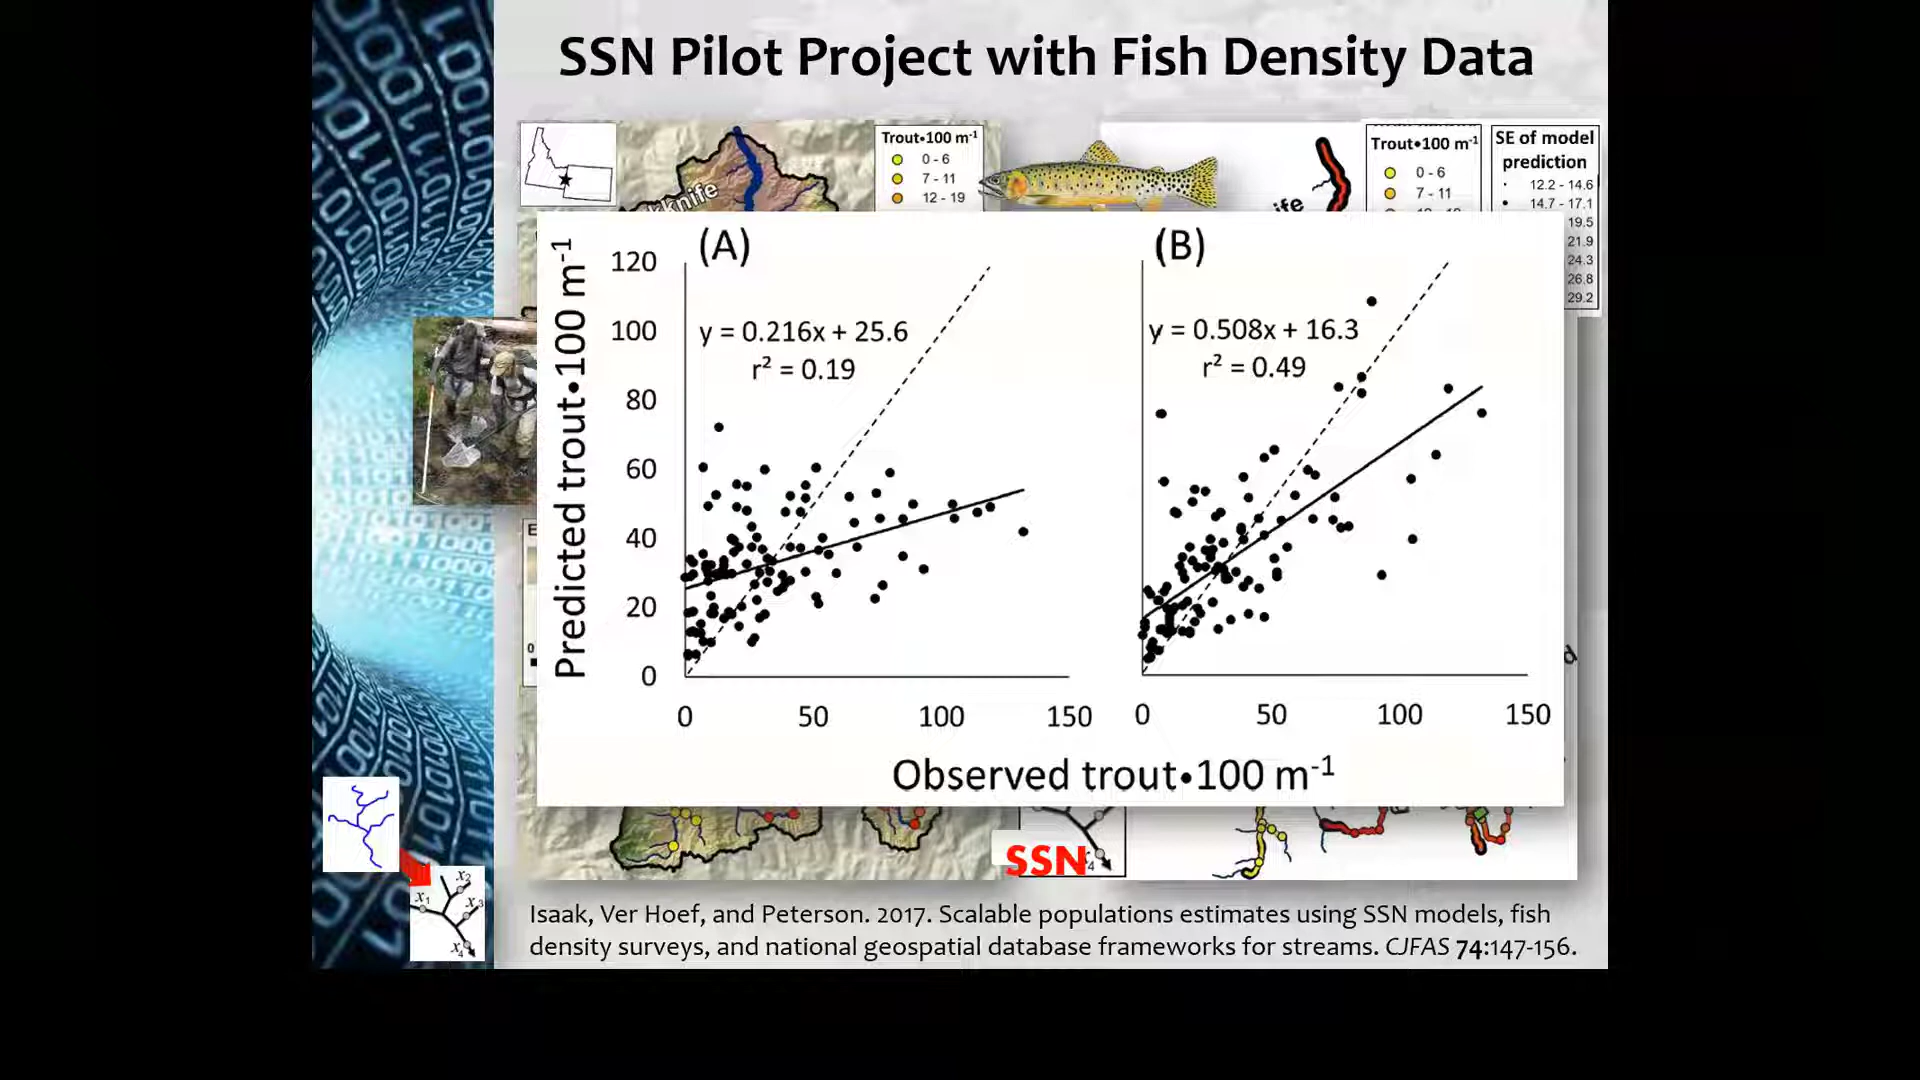 SSN Pilot Project with Fish Density Data
Trout•100 m⁻¹
0 - 6
7 - 11
12 - 19
Trout•100 m⁻¹
0 - 6
7 - 11
SE of model
prediction
12.2 - 14.6
14.7 - 17.1
19.5
21.9
24.3
26.8
29.2
(A)
y = 0.216x + 25.6
r² = 0.19
(B)
y = 0.508x + 16.3
r² = 0.49
Predicted trout•100 m⁻¹
120
100
80
60
40
20
0
0 50 100 150
0 50 100 150
Observed trout•100 m⁻¹
SSN
x₁
x₂
x₃
x₄
Isaak, Ver Hoef, and Peterson. 2017. Scalable populations estimates using SSN models, fish
density surveys, and national geospatial database frameworks for streams. CJFAS 74:147-156.